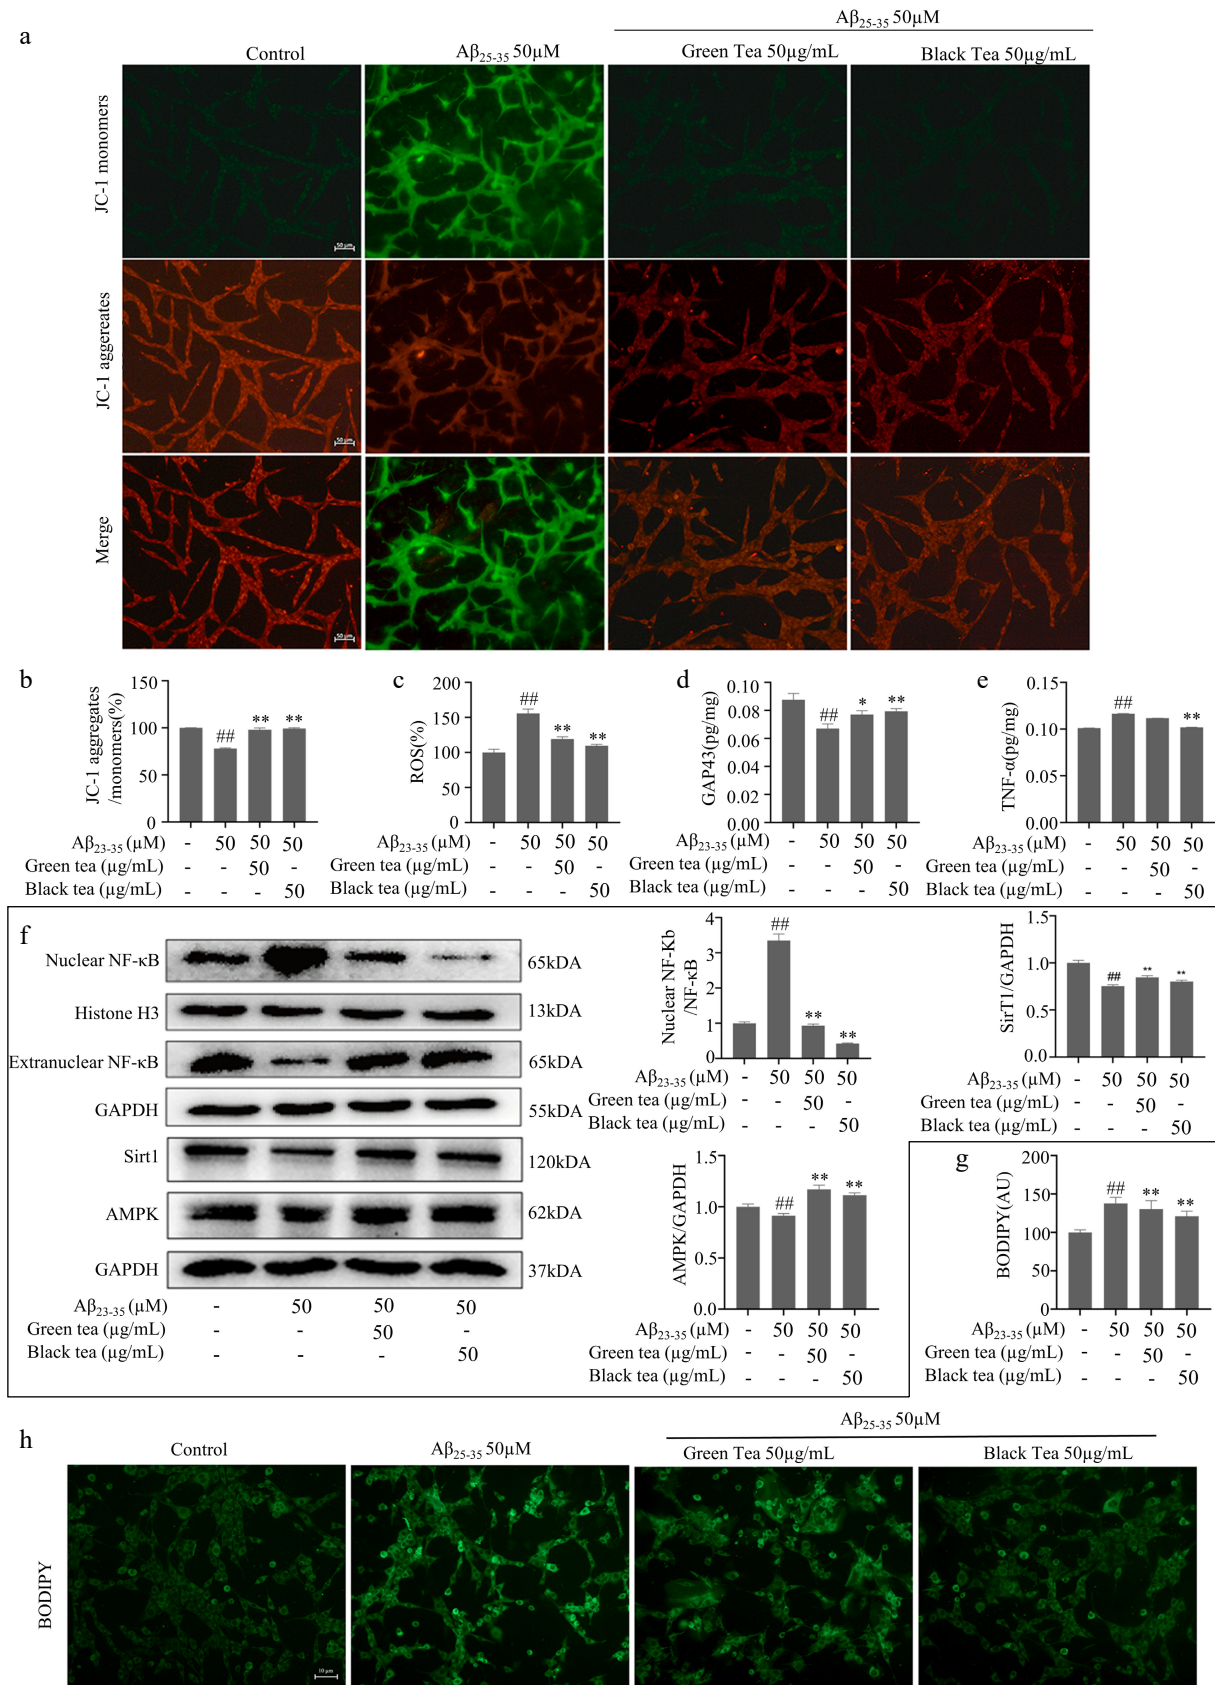 a
Aβ25-35 50µM
Control
Aβ25-35 50µM
Green Tea 50µg/mL
Black Tea 50µg/mL
JC-1 monomers
50 µm
JC-1 aggereates
50 µm
Merge
50 µm
b
JC-1 aggregates
/monomers(%)
150
100
50
0
##
**
**
Aβ23-35 (µM)
- 50 50 50
Green tea (µg/mL)
- - 50 -
Black tea (µg/mL)
- - - 50
c
ROS(%)
200
150
100
50
0
##
**
**
Aβ23-35 (µM)
- 50 50 50
Green tea (µg/mL)
- - 50 -
Black tea (µg/mL)
- - - 50
d
GAP43(pg/mg)
0.10
0.08
0.06
0.04
0.02
0.00
##
*
**
Aβ23-35 (µM)
- 50 50 50
Green tea (µg/mL)
- - 50 -
Black tea (µg/mL)
- - - 50
e
TNF-α(pg/mg)
0.15
0.10
0.05
0.00
##
**
Aβ23-35 (µM)
- 50 50 50
Green tea (µg/mL)
- - 50 -
Black tea (µg/mL)
- - - 50
f
Nuclear NF-κB 65kDA
Histone H3 13kDA
Extranuclear NF-κB 65kDA
GAPDH 55kDA
Sirt1 120kDA
AMPK 62kDA
GAPDH 37kDA
Aβ23-35 (µM) - 50 50 50
Green tea (µg/mL) - - 50 -
Black tea (µg/mL) - - - 50
Nuclear NF-Kb
/NF-κB
4
3
2
1
0
##
**
**
Aβ23-35 (µM)
- 50 50 50
Green tea (µg/mL)
- - 50 -
Black tea (µg/mL)
- - - 50
SirT1/GAPDH
1.5
1.0
0.5
0.0
##
**
**
Aβ23-35 (µM)
- 50 50 50
Green tea (µg/mL)
- - 50 -
Black tea (µg/mL)
- - - 50
AMPK/GAPDH
1.5
1.0
0.5
0.0
##
**
**
Aβ23-35 (µM)
- 50 50 50
Green tea (µg/mL)
- - 50 -
Black tea (µg/mL)
- - - 50
g
BODIPY(AU)
200
150
100
50
0
##
**
**
Aβ23-35 (µM)
- 50 50 50
Green tea (µg/mL)
- - 50 -
Black tea (µg/mL)
- - - 50
h
Aβ25-35 50µM
Control
Aβ25-35 50µM
Green Tea 50µg/mL
Black Tea 50µg/mL
BODIPY
10 µm